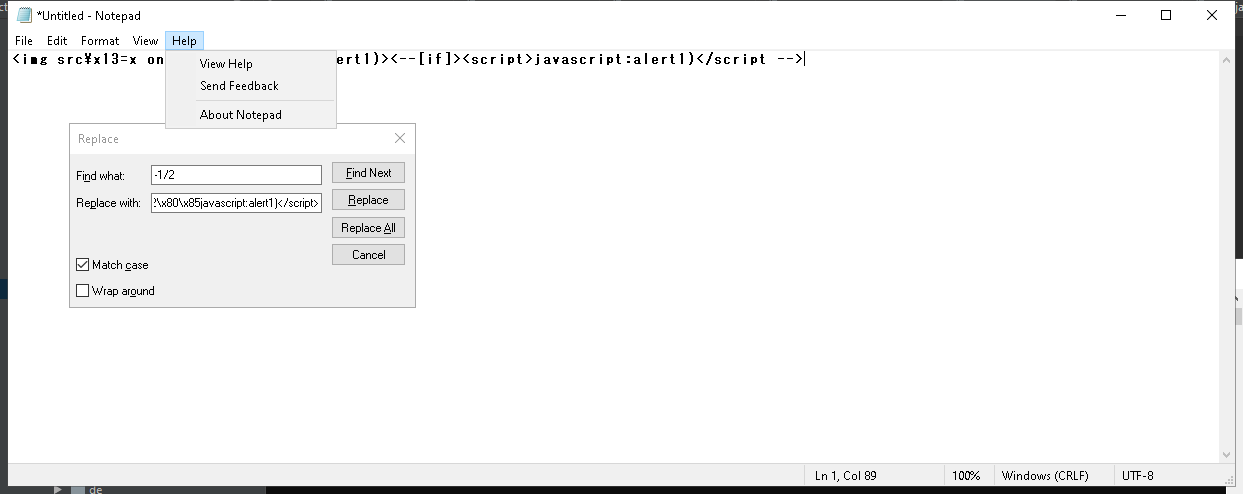 *Untitled - Notepad
File Edit Format View Help
<img src¥x13=x on ert1)><--[if]><script>javascript:alert1)</script -->
View Help
Send Feedback
About Notepad
Replace
Find what: -1/2 Find Next
Replace with: \x80\x85javascript:alert1)</script> Replace
Replace All
Cancel
Match case
Wrap around
Ln 1, Col 89 100% Windows (CRLF) UTF-8
de